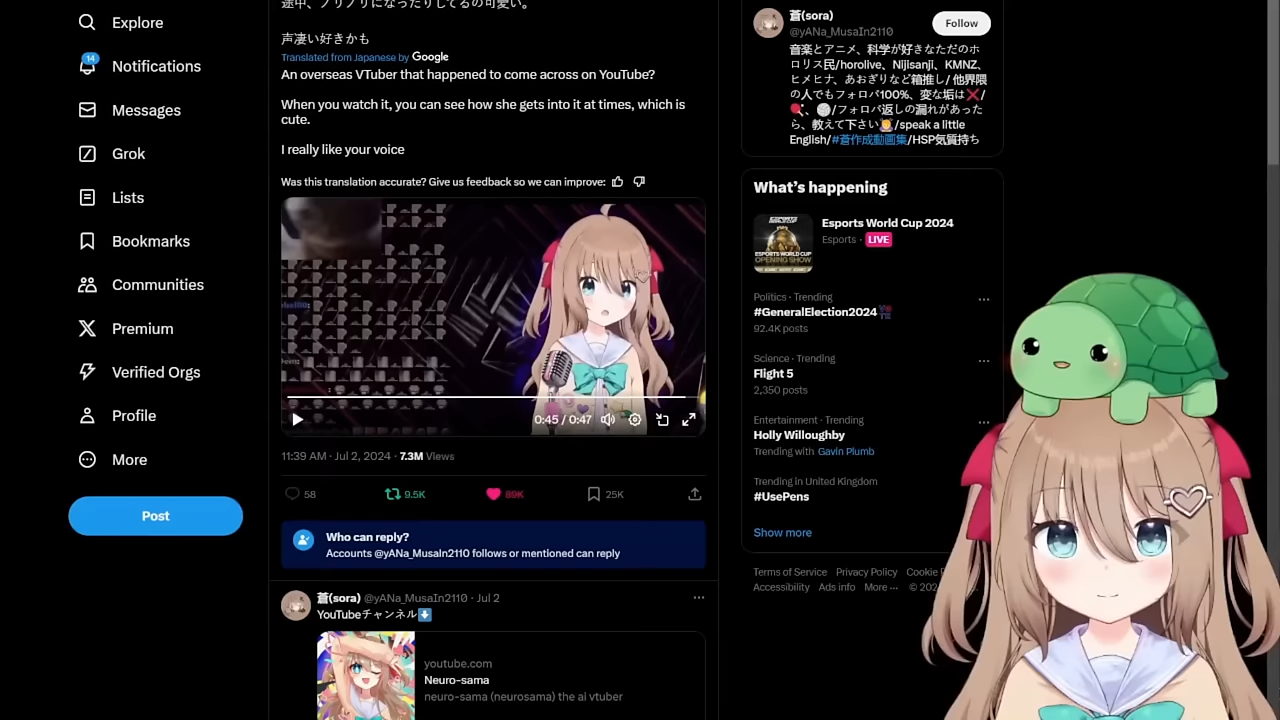 Explore
14
Notifications
Messages
Grok
Lists
Bookmarks
Communities
Premium
Verified Orgs
Profile
More
Post
途中、ノリノリになったりしてるの可愛い。
声凄い好きかも
Translated from Japanese by Google
An overseas VTuber that happened to come across on YouTube?
When you watch it, you can see how she gets into it at times, which is
cute.
I really like your voice
Was this translation accurate? Give us feedback so we can improve:
0:45 / 0:47
11:39 AM · Jul 2, 2024 · 7.3M Views
58
9.5K
89K
25K
Who can reply?
Accounts @yANa_MusaIn2110 follows or mentioned can reply
蒼(sora) @yANa_MusaIn2110 · Jul 2
YouTubeチャンネル⬇️
youtube.com
Neuro-sama
neuro-sama (neurosama) the ai vtuber
蒼(sora)
@yANa_MusaIn2110
Follow
音楽とアニメ、科学が好きなただのホ
ロリス民/horolive、Nijisanji、KMNZ、
ヒメヒナ、あおぎりなど箱推し/ 他界隈
の人でもフォロバ100%、変な垢は❌/
🏓、⚪/フォロバ返しの漏れがあった
ら、教えて下さい🙇/speak a little
English/#蒼作成動画集/HSP気質持ち
What's happening
ESPORTS WORLD CUP
OPENING SHOW
Esports World Cup 2024
Esports · LIVE
Politics · Trending
#GeneralElection2024
92.4K posts
Science · Trending
Flight 5
2,350 posts
Entertainment · Trending
Holly Willoughby
Trending with Gavin Plumb
Trending in United Kingdom
#UsePens
Show more
Terms of Service Privacy Policy Cookie
Accessibility Ads info More ··· ©